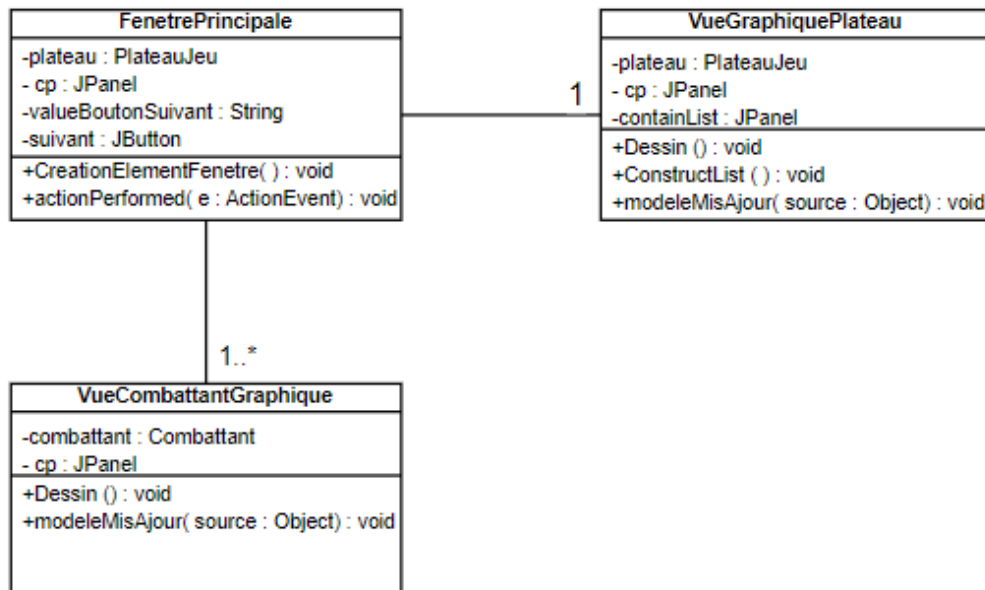 FenetrePrincipale
-plateau : PlateauJeu
- cp : JPanel
-valueBoutonSuivant : String
-suivant : JButton
+CreationElementFenetre( ) : void
+actionPerformed( e : ActionEvent) : void
VueGraphiquePlateau
-plateau : PlateauJeu
- cp : JPanel
-containList : JPanel
+Dessin () : void
+ConstructList ( ) : void
+modeleMisAjour( source : Object) : void
1
1..*
VueCombattantGraphique
-combattant : Combattant
- cp : JPanel
+Dessin () : void
+modeleMisAjour( source : Object) : void